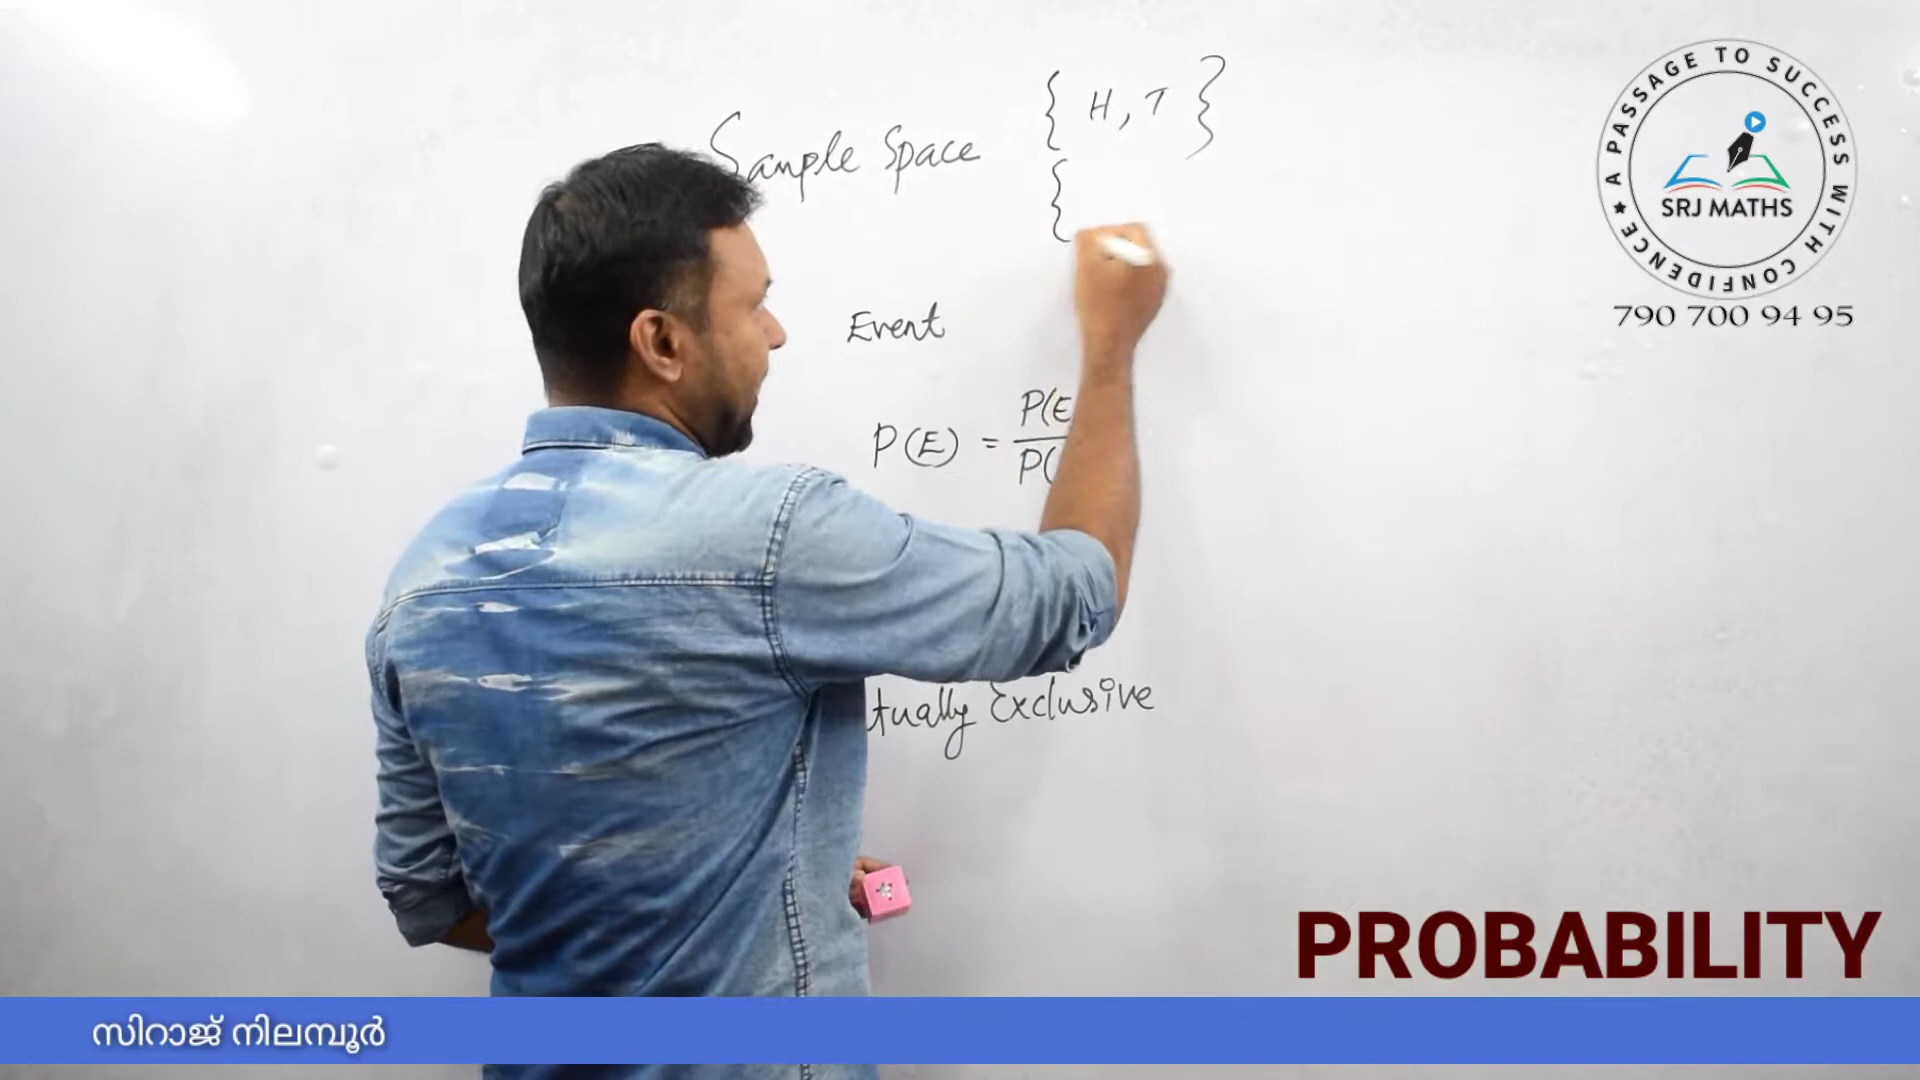 { H, T }
Sample Space
{
Event
P(E) = P(E
P(
tually Exclusive
A PASSAGE TO SUCCESS WITH CONFIDENCE
SRJ MATHS
790 700 94 95
PROBABILITY
സിറാജ് നിലമ്പൂർ